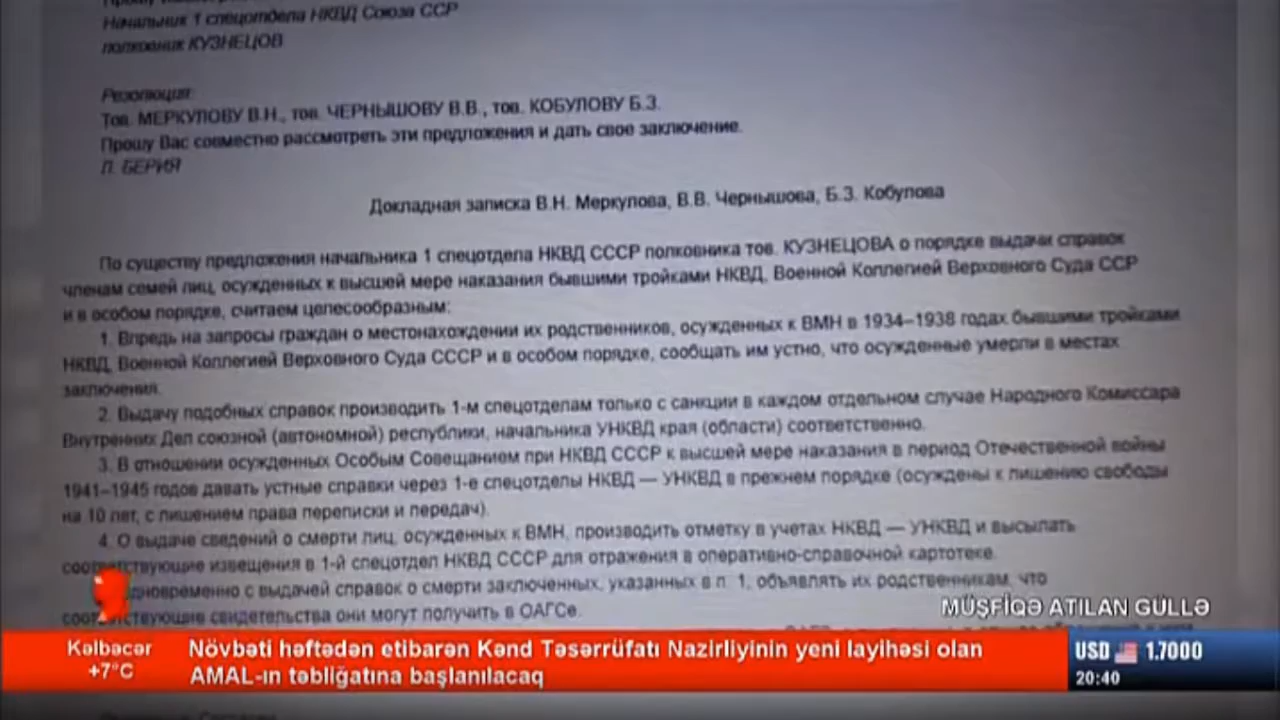 Начальник 1 спецотдела НКВД Союза ССР
полковник КУЗНЕЦОВ
Резолюция:
Тов. МЕРКУЛОВУ В.Н., тов. ЧЕРНЫШОВУ В.В., тов. КОБУЛОВУ Б.З.
Прошу Вас совместно рассмотреть эти предложения и дать свое заключение.
Л. БЕРИЯ
Докладная записка В.Н. Меркулова, В.В. Чернышова, Б.З. Кобулова
По существу предложения начальника 1 спецотдела НКВД СССР полковника тов. КУЗНЕЦОВА о порядке выдачи справок
членам семей лиц, осужденных к высшей мере наказания бывшими тройками НКВД, Военной Коллегией Верховного Суда ССР
и в особом порядке, считаем целесообразным:
1. Впредь на запросы граждан о местонахождении их родственников, осужденных к ВМН в 1934–1938 годах бывшими тройками
НКВД, Военной Коллегией Верховного Суда СССР и в особом порядке, сообщать им устно, что осужденные умерли в местах
заключения.
2. Выдачу подобных справок производить 1-м спецотделам только с санкции в каждом отдельном случае Народного Комиссара
Внутренних Дел союзной (автономной) республики, начальника УНКВД края (области) соответственно.
3. В отношении осужденных Особым Совещанием при НКВД СССР к высшей мере наказания в период Отечественной войны
1941–1945 годов давать устные справки через 1-е спецотделы НКВД — УНКВД в прежнем порядке (осуждены к лишению свободы
на 10 лет, с лишением права переписки и передач).
4. О выдаче сведений о смерти лиц, осужденных к ВМН, производить отметку в учетах НКВД — УНКВД и высылать
соответствующие извещения в 1-й спецотдел НКВД СССР для отражения в оперативно-справочной картотеке.
дновременно с выдачей справок о смерти заключенных, указанных в п. 1, объявлять их родственникам, что
соответствующие свидетельства они могут получить в ОАГСе.
MÜŞFİQƏ ATILAN GÜLLƏ
Kəlbəcər
+7°C
Növbəti həftədən etibarən Kənd Təsərrüfatı Nazirliyinin yeni layihəsi olan
AMAL-ın təbliğatına başlanılacaq
USD 1.7000
20:40